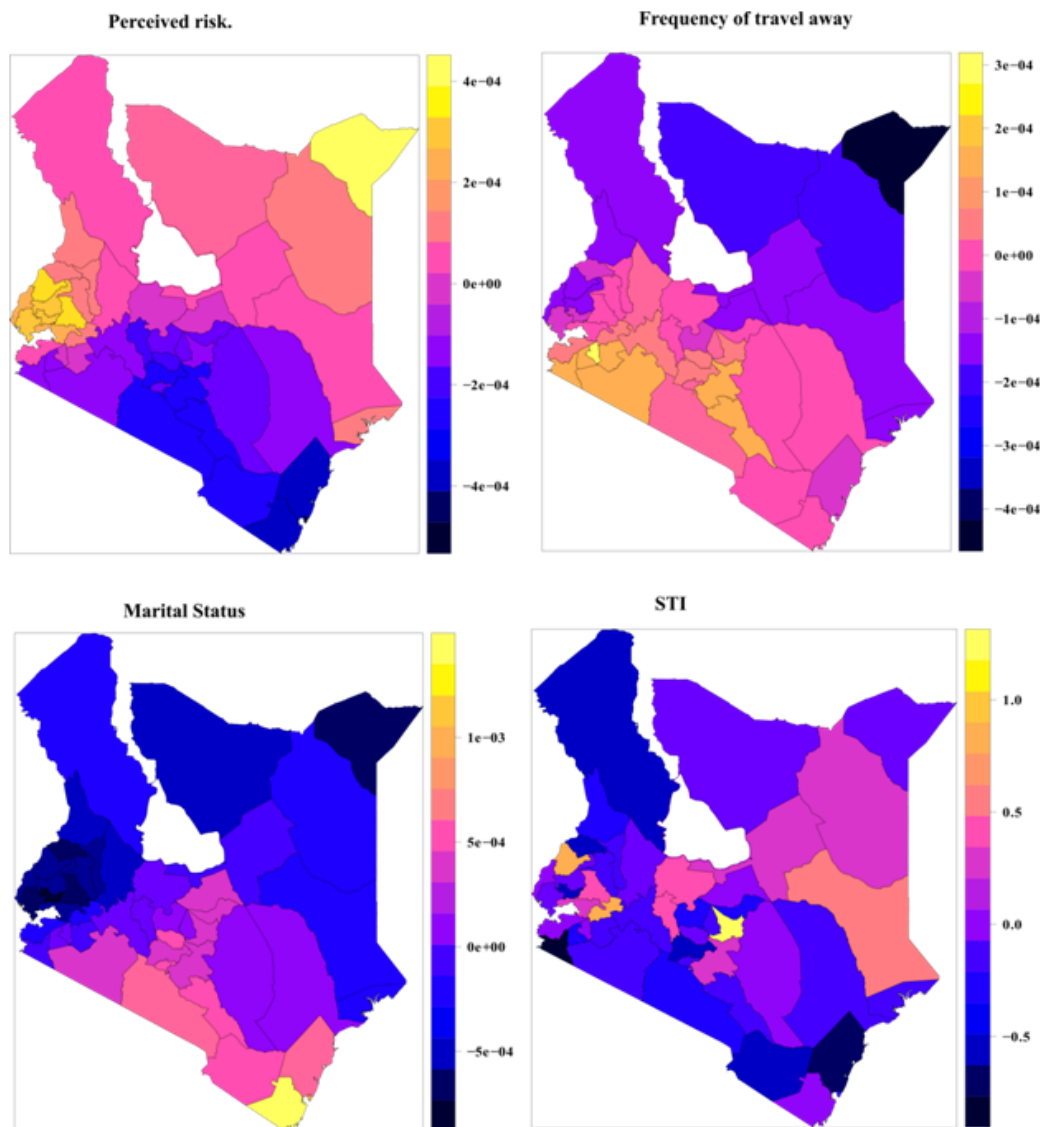 Perceived risk.
Frequency of travel away
4e−04
2e−04
0e+00
−2e−04
−4e−04
3e−04
2e−04
1e−04
0e+00
−1e−04
−2e−04
−3e−04
−4e−04
Marital Status
STI
1e−03
5e−04
0e+00
−5e−04
1.0
0.5
0.0
−0.5